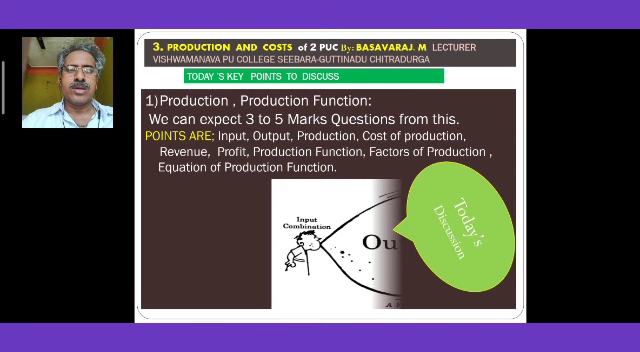 3. PRODUCTION AND COSTS of 2 PUC By: BASAVARAJ. M LECTURER
VISHWAMANAVA PU COLLEGE SEEBARA-GUTTINADU CHITRADURGA
TODAY 'S KEY POINTS TO DISCUSS
1)Production , Production Function:
We can expect 3 to 5 Marks Questions from this.
POINTS ARE; Input, Output, Production, Cost of production,
Revenue, Profit, Production Function, Factors of Production ,
Equation of Production Function.
Input
Combination
Ou
Today's
Discussion